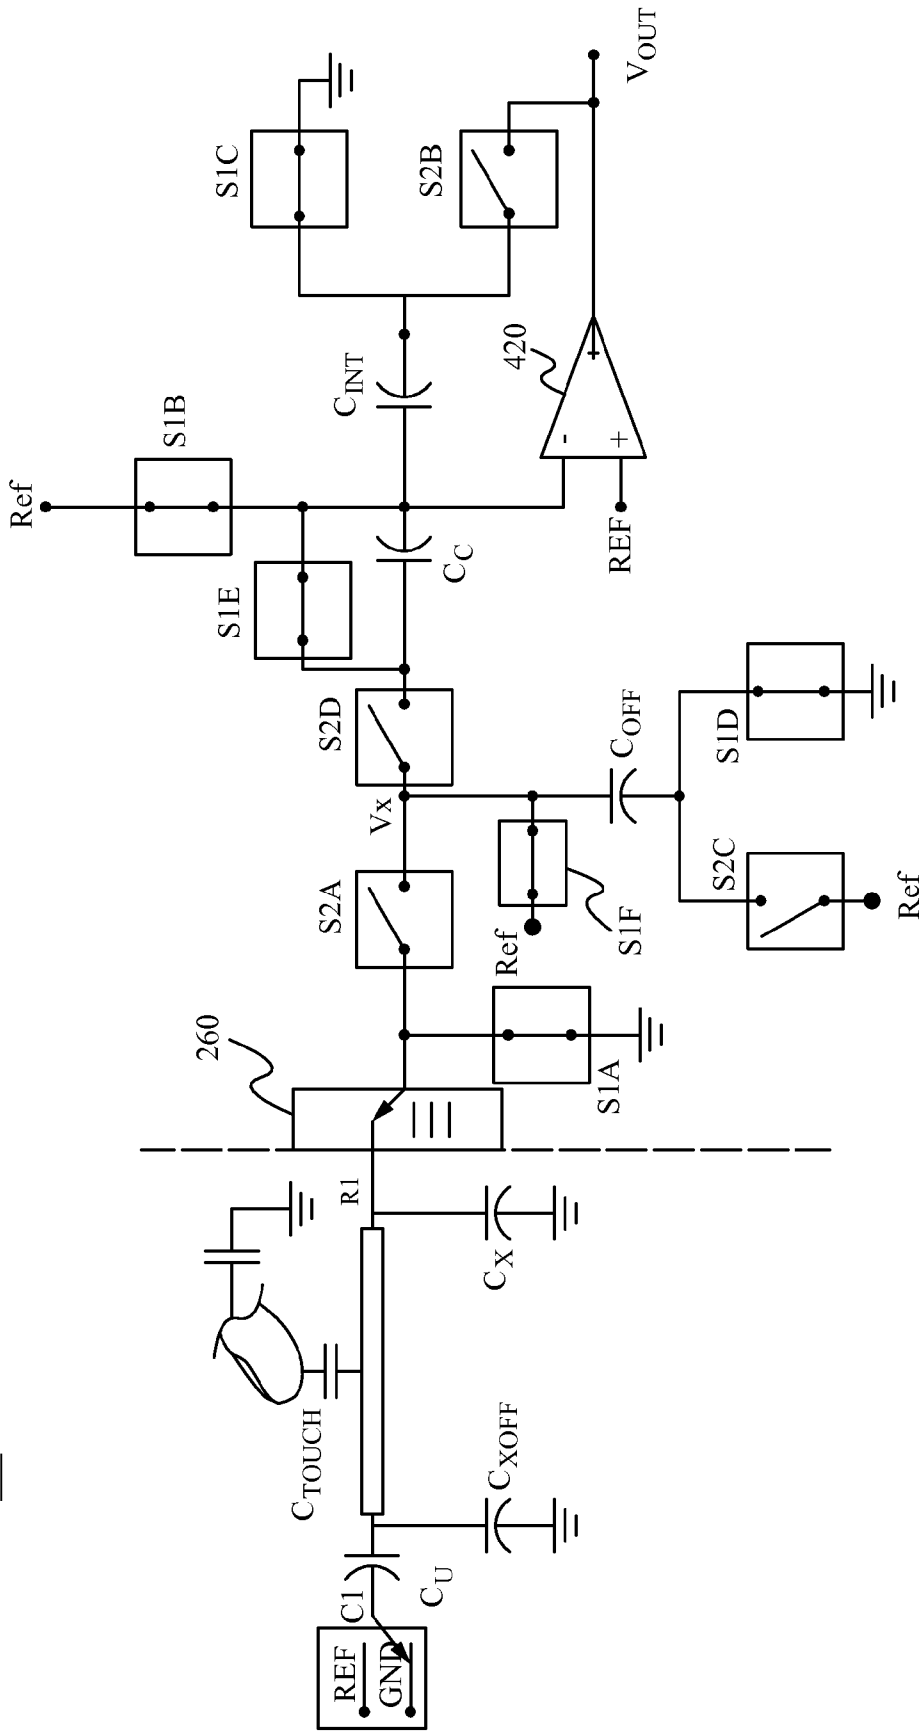 REF
GND
C1
CU
CXOFF
CTOUCH
R1
CX
260
S1A
S2A
Vx
Ref
S1F
COFF
S2C
Ref
S1D
S2D
S1E
CC
Ref
S1B
CINT
REF
-
+
420
S1C
S2B
VOUT